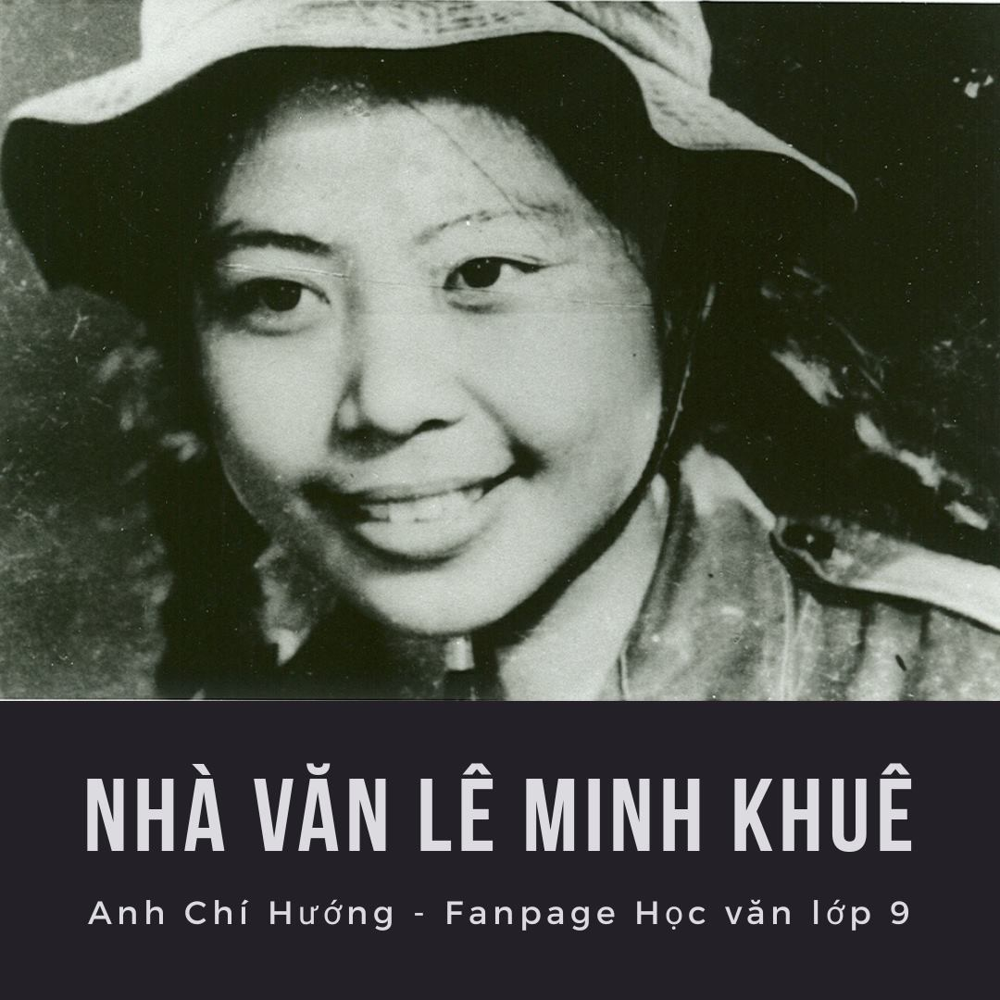 NHÀ VĂN LÊ MINH KHUÊ
Anh Chí Hướng - Fanpage Học văn lớp 9